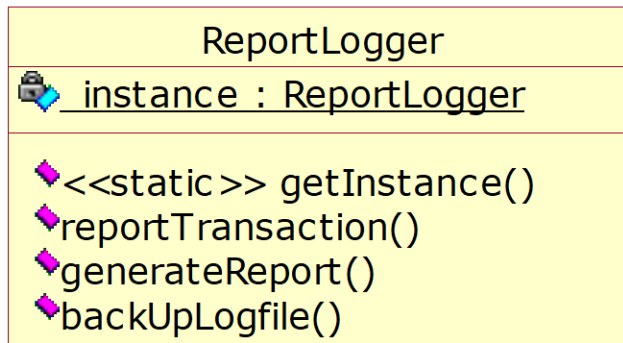 ReportLogger
instance : ReportLogger
<<static>> getInstance()
reportTransaction()
generateReport()
backUpLogfile()